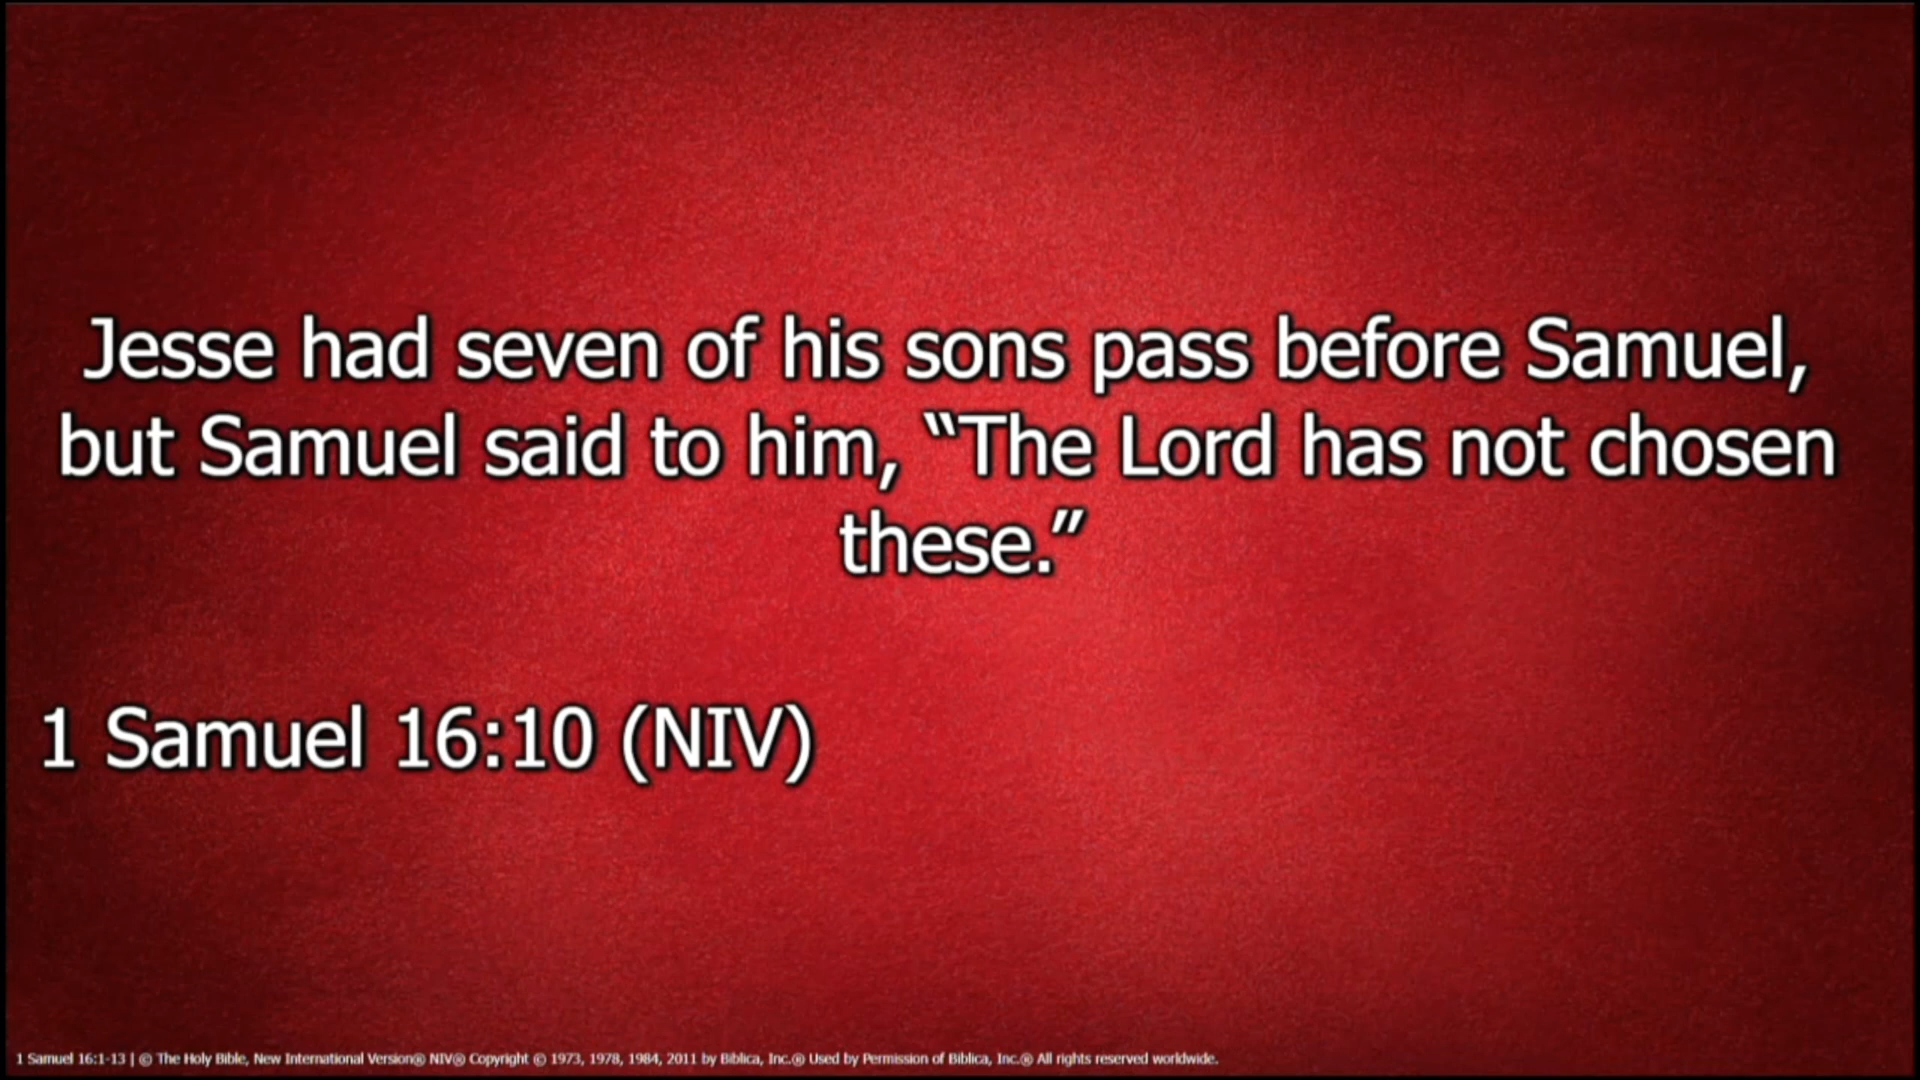 Jesse had seven of his sons pass before Samuel,
but Samuel said to him, “The Lord has not chosen
these.”
1 Samuel 16:10 (NIV)
1 Samuel 16:1-13 | © The Holy Bible, New International Version® NIV® Copyright © 1973, 1978, 1984, 2011 by Biblica, Inc.® Used by Permission of Biblica, Inc.® All rights reserved worldwide.